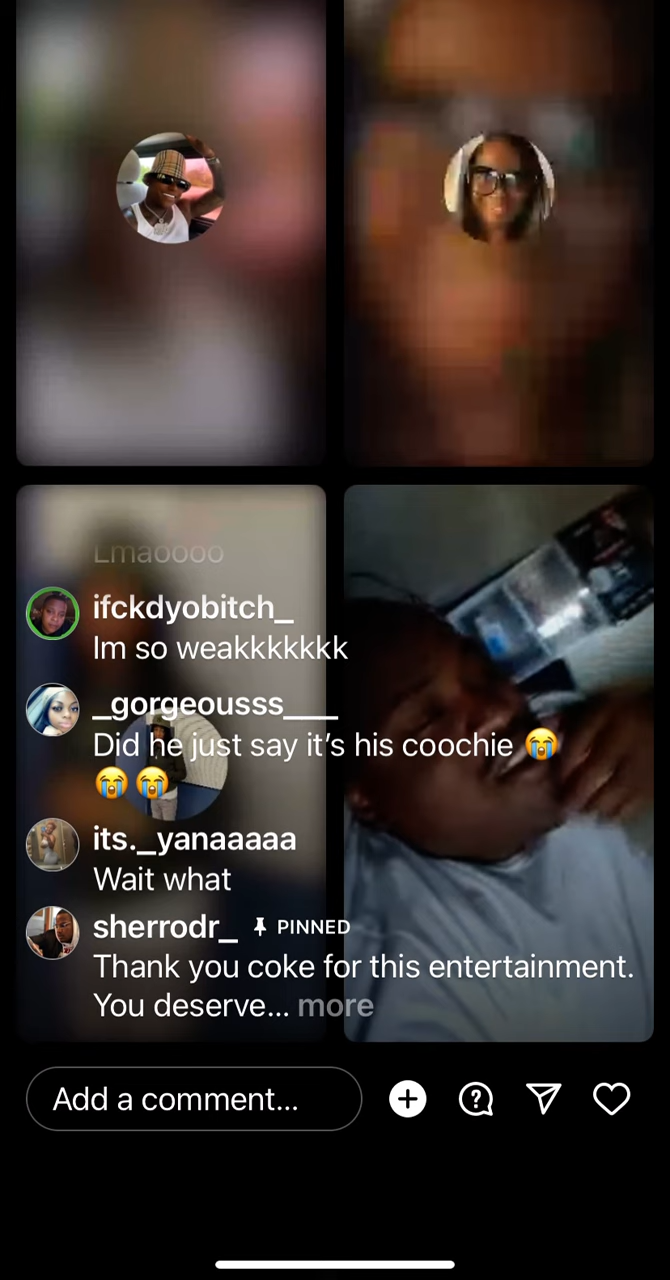 Lmaoooo
ifckdyobitch_
Im so weakkkkkkk
_gorgeousss___
Did he just say it's his coochie 😭
😭 😭
its._yanaaaaa
Wait what
sherrodr_ PINNED
Thank you coke for this entertainment.
You deserve... more
Add a comment...